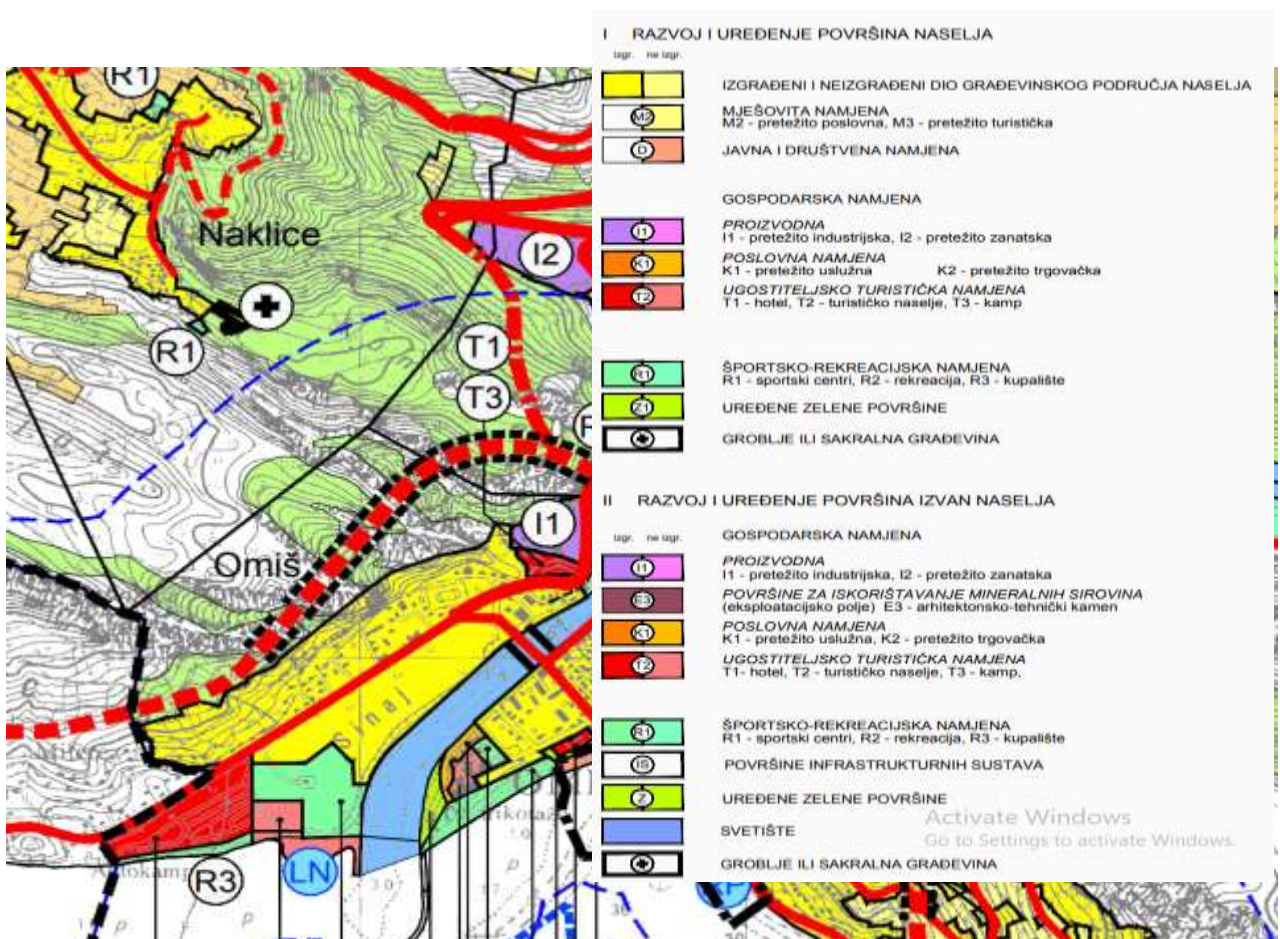 R1
Naklice
I2
R1
T1
T3
I1
Omiš
LN
R3
I RAZVOJ I UREĐENJE POVRŠINA NASELJA
izgr. ne izgr.
IZGRAĐENI I NEIZGRAĐENI DIO GRAĐEVINSKOG PODRUČJA NASELJA
M2
MJEŠOVITA NAMJENA
M2 - pretežito poslovna, M3 - pretežito turistička
D
JAVNA I DRUŠTVENA NAMJENA
GOSPODARSKA NAMJENA
I1
PROIZVODNA
I1 - pretežito industrijska, I2 - pretežito zanatska
K1
POSLOVNA NAMJENA
K1 - pretežito uslužna K2 - pretežito trgovačka
T2
UGOSTITELJSKO TURISTIČKA NAMJENA
T1 - hotel, T2 - turističko naselje, T3 - kamp
R1
ŠPORTSKO-REKREACIJSKA NAMJENA
R1 - sportski centri, R2 - rekreacija, R3 - kupalište
Z1
UREĐENE ZELENE POVRŠINE
GROBLJE ILI SAKRALNA GRAĐEVINA
II RAZVOJ I UREĐENJE POVRŠINA IZVAN NASELJA
izgr. ne izgr.
GOSPODARSKA NAMJENA
I1
PROIZVODNA
I1 - pretežito industrijska, I2 - pretežito zanatska
E3
POVRŠINE ZA ISKORIŠTAVANJE MINERALNIH SIROVINA
(eksploatacijsko polje) E3 - arhitektonsko-tehnički kamen
K1
POSLOVNA NAMJENA
K1 - pretežito uslužna, K2 - pretežito trgovačka
T2
UGOSTITELJSKO TURISTIČKA NAMJENA
T1- hotel, T2 - turističko naselje, T3 - kamp.
R1
ŠPORTSKO-REKREACIJSKA NAMJENA
R1 - sportski centri, R2 - rekreacija, R3 - kupalište
IS
POVRŠINE INFRASTRUKTURNIH SUSTAVA
Z
UREĐENE ZELENE POVRŠINE
SVETIŠTE
GROBLJE ILI SAKRALNA GRAĐEVINA
Activate Windows
Go to Settings to activate Windows.